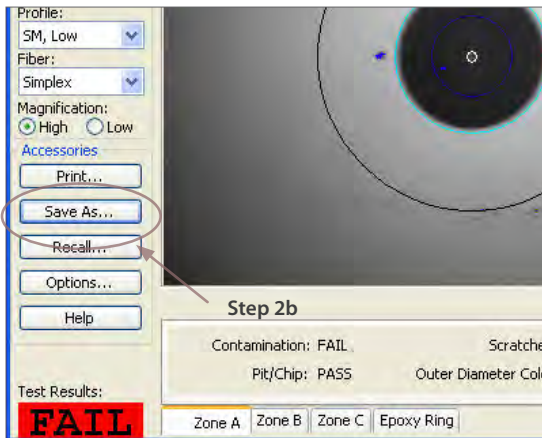 Profile:
SM, Low
Fiber:
Simplex
Magnification:
High Low
Accessories
Print...
Save As...
Recall...
Options...
Help
Step 2b
Contamination: FAIL
Pit/Chip: PASS
Scratche
Outer Diameter Col
Test Results:
FAIL
Zone A Zone B Zone C Epoxy Ring